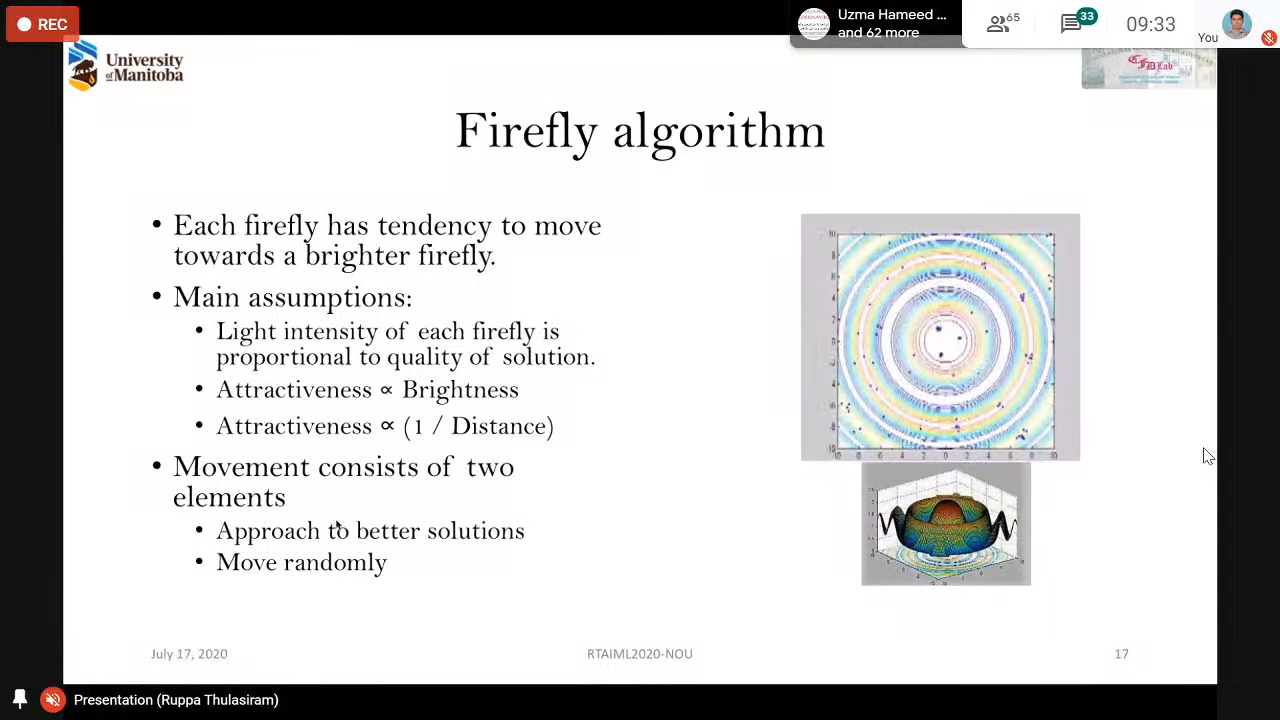 REC
Uzma Hameed ...
and 62 more
65
33
09:33
You
University
of Manitoba
CFD Lab
Firefly algorithm
• Each firefly has tendency to move
towards a brighter firefly.
• Main assumptions:
• Light intensity of each firefly is
proportional to quality of solution.
• Attractiveness ∝ Brightness
• Attractiveness ∝ (1 / Distance)
• Movement consists of two
elements
• Approach to better solutions
• Move randomly
July 17, 2020
RTAIML2020-NOU
17
Presentation (Ruppa Thulasiram)